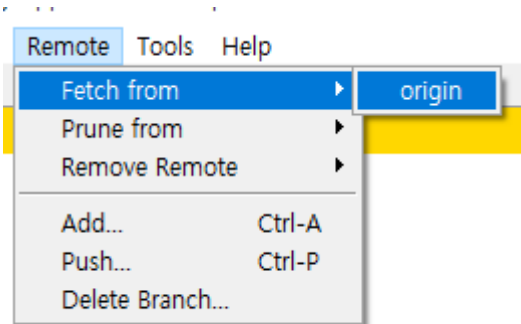 Remote Tools Help
Fetch from origin
Prune from
Remove Remote
Add... Ctrl-A
Push... Ctrl-P
Delete Branch...